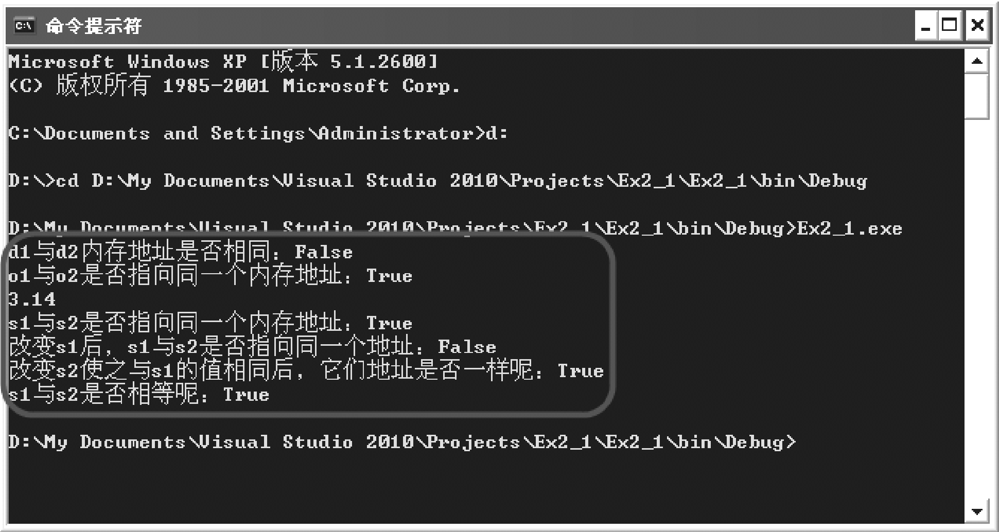 命令提示符
Microsoft Windows XP [版本 5.1.2600]
(C) 版权所有 1985-2001 Microsoft Corp.
C:\Documents and Settings\Administrator>d:
D:\>cd D:\My Documents\Visual Studio 2010\Projects\Ex2_1\Ex2_1\bin\Debug
D:\My Documents\Visual Studio 2010\Projects\Ex2_1\Ex2_1\bin\Debug>Ex2_1.exe
d1与d2内存地址是否相同：False
o1与o2是否指向同一个内存地址：True
3.14
s1与s2是否指向同一个内存地址：True
改变s1后，s1与s2是否指向同一个地址：False
改变s2使之与s1的值相同后，它们地址是否一样呢：True
s1与s2是否相等呢：True
D:\My Documents\Visual Studio 2010\Projects\Ex2_1\Ex2_1\bin\Debug>